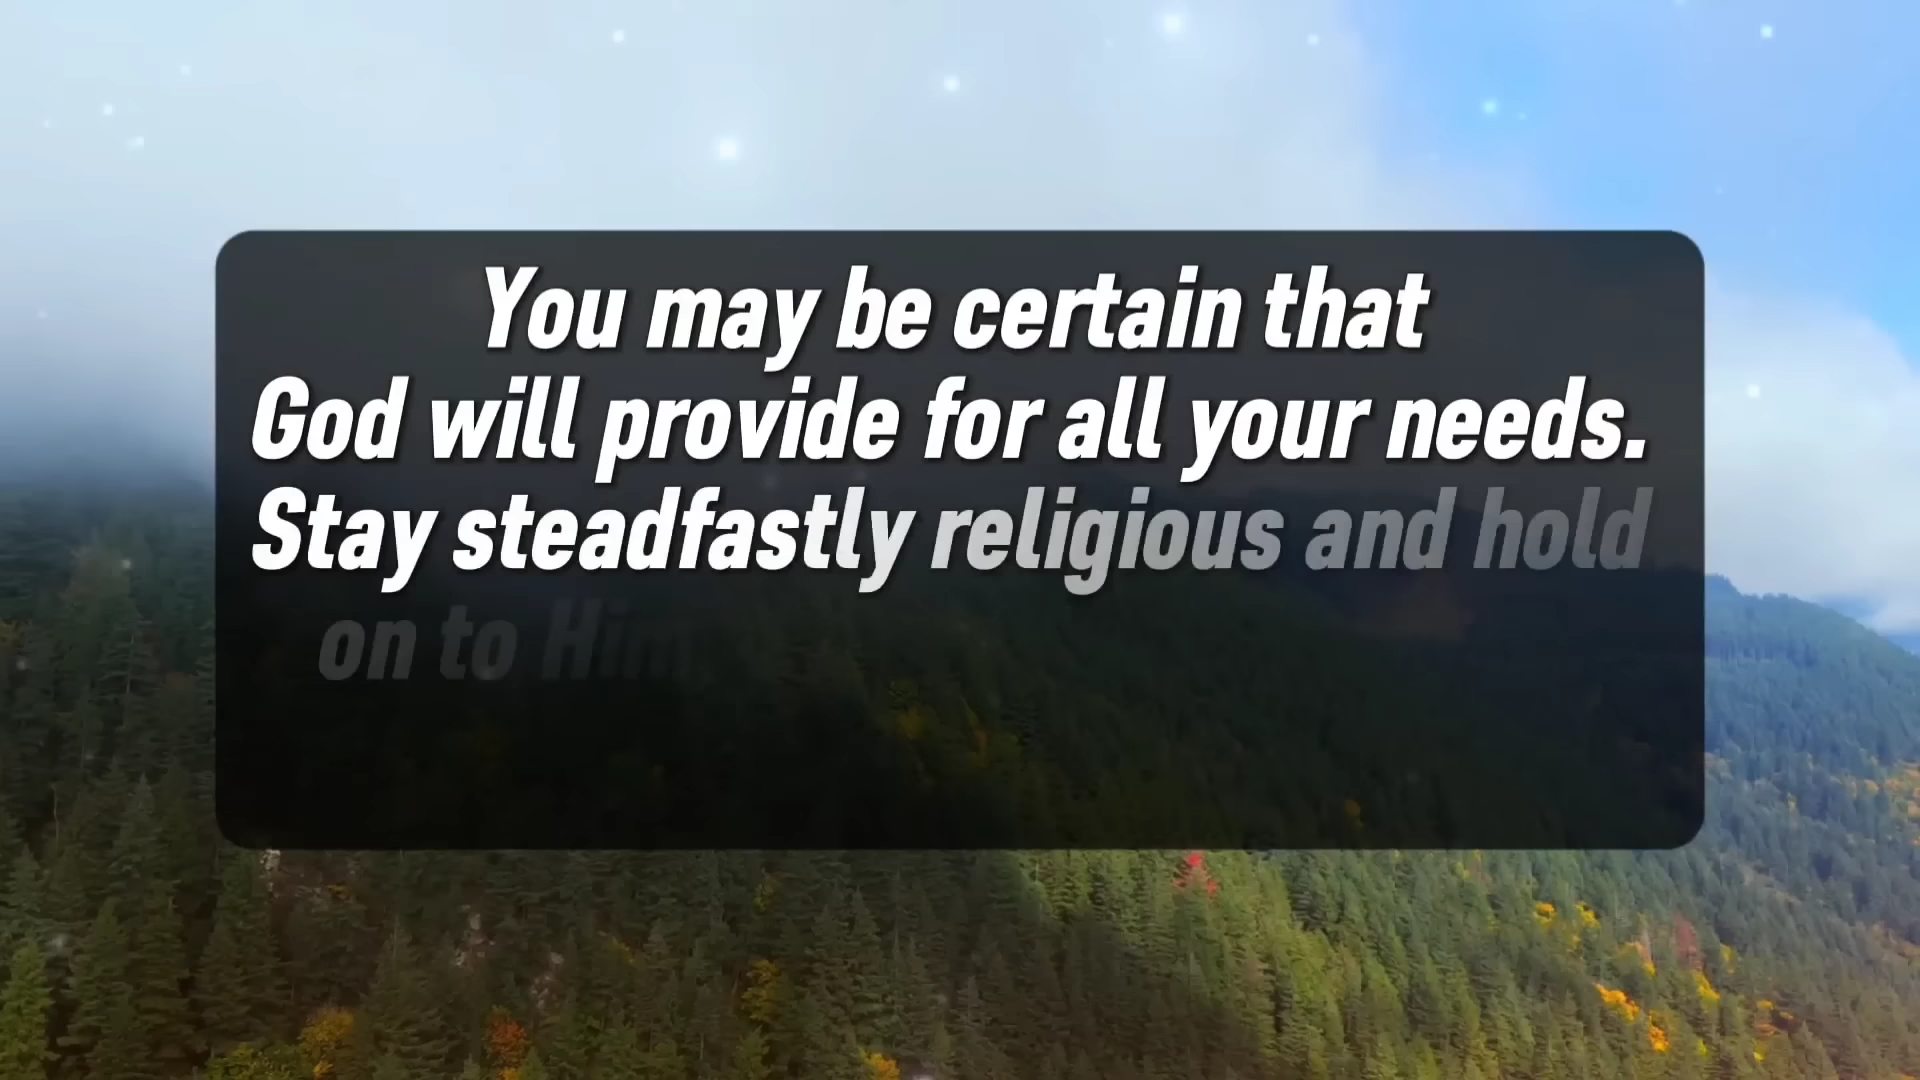 You may be certain that
God will provide for all your needs.
Stay steadfastly religious and hold
on to Him